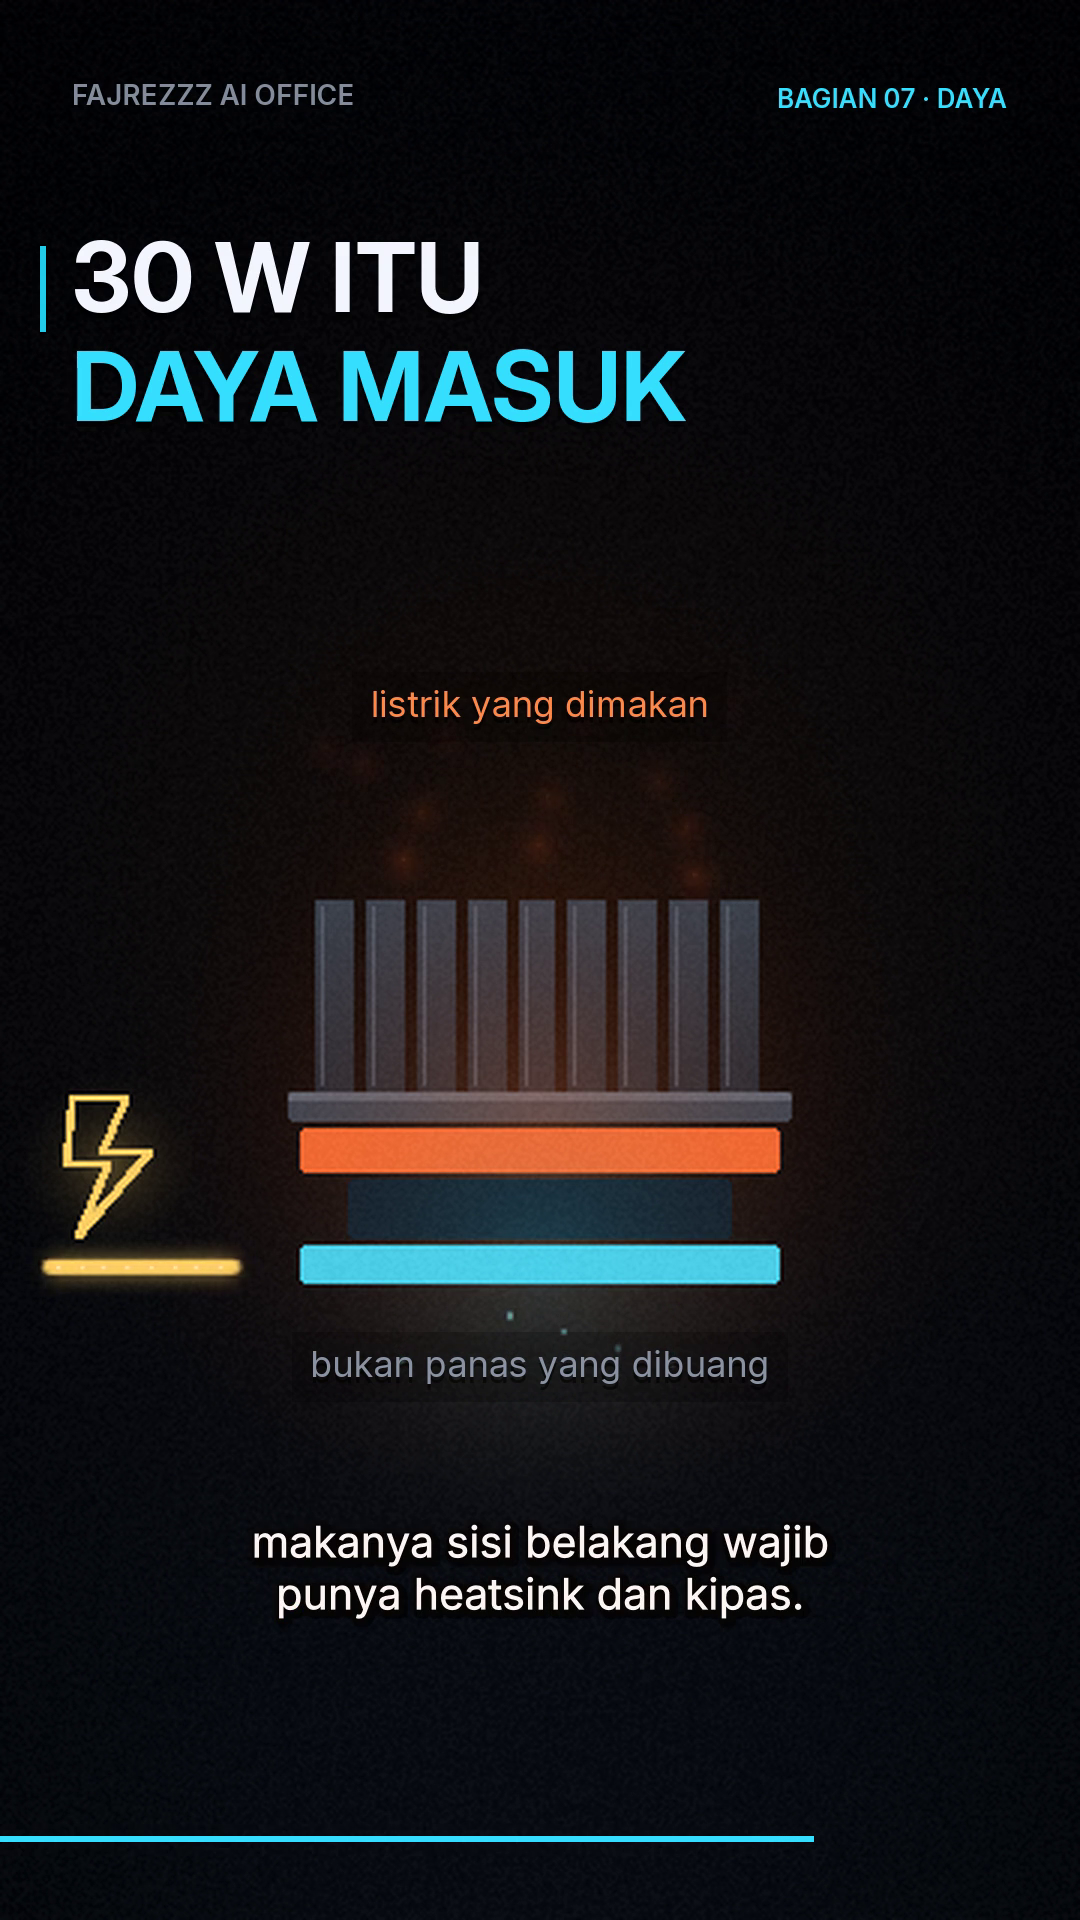 FAJREZZZ AI OFFICE
BAGIAN 07 · DAYA
30 W ITU
DAYA MASUK
listrik yang dimakan
bukan panas yang dibuang
makanya sisi belakang wajib
punya heatsink dan kipas.